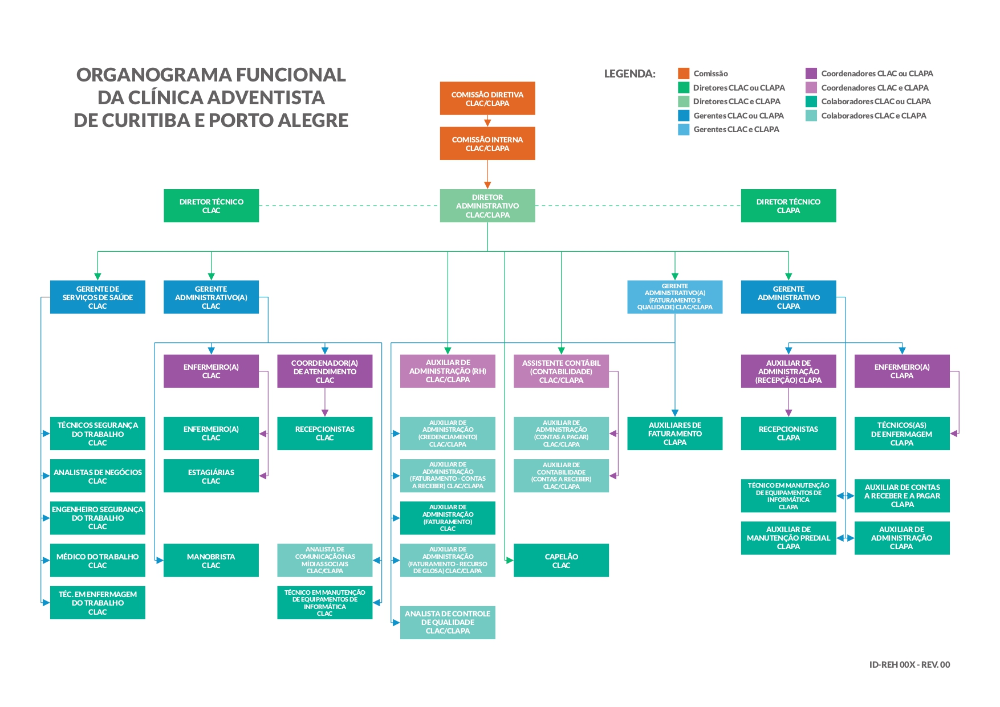 ORGANOGRAMA FUNCIONAL
DA CLÍNICA ADVENTISTA
DE CURITIBA E PORTO ALEGRE
LEGENDA:
Comissão
Diretores CLAC ou CLAPA
Diretores CLAC e CLAPA
Gerentes CLAC ou CLAPA
Gerentes CLAC e CLAPA
Coordenadores CLAC ou CLAPA
Coordenadores CLAC e CLAPA
Colaboradores CLAC ou CLAPA
Colaboradores CLAC e CLAPA
COMISSÃO DIRETIVA
CLAC/CLAPA
COMISSÃO INTERNA
CLAC/CLAPA
DIRETOR TÉCNICO
CLAC
DIRETOR
ADMINISTRATIVO
CLAC/CLAPA
DIRETOR TÉCNICO
CLAPA
GERENTE DE
SERVIÇOS DE SAÚDE
CLAC
GERENTE
ADMINISTRATIVO(A)
CLAC
GERENTE
ADMINISTRATIVO(A)
(FATURAMENTO E
QUALIDADE) CLAC/CLAPA
GERENTE
ADMINISTRATIVO
CLAPA
ENFERMEIRO(A)
CLAC
COORDENADOR(A)
DE ATENDIMENTO
CLAC
AUXILIAR DE
ADMINISTRAÇÃO (RH)
CLAC/CLAPA
ASSISTENTE CONTÁBIL
(CONTABILIDADE)
CLAC/CLAPA
AUXILIAR DE
ADMINISTRAÇÃO
(RECEPÇÃO) CLAPA
ENFERMEIRO(A)
CLAPA
TÉCNICOS SEGURANÇA
DO TRABALHO
CLAC
ENFERMEIRO(A)
CLAC
RECEPCIONISTAS
CLAC
AUXILIAR DE
ADMINISTRAÇÃO
(CREDENCIAMENTO)
CLAC/CLAPA
AUXILIAR DE
ADMINISTRAÇÃO
(CONTAS A PAGAR)
CLAC/CLAPA
AUXILIARES DE
FATURAMENTO
CLAPA
RECEPCIONISTAS
CLAPA
TÉCNICOS(AS)
DE ENFERMAGEM
CLAPA
ANALISTAS DE NEGÓCIOS
CLAC
ESTAGIÁRIAS
CLAC
AUXILIAR DE
ADMINISTRAÇÃO
(FATURAMENTO - CONTAS
A RECEBER) CLAC/CLAPA
AUXILIAR DE
CONTABILIDADE
(CONTAS A RECEBER)
CLAC/CLAPA
TÉCNICO EM MANUTENÇÃO
DE EQUIPAMENTOS DE
INFORMÁTICA
CLAPA
AUXILIAR DE CONTAS
A RECEBER E A PAGAR
CLAPA
ENGENHEIRO SEGURANÇA
DO TRABALHO
CLAC
AUXILIAR DE
ADMINISTRAÇÃO
(FATURAMENTO)
CLAC
AUXILIAR DE
MANUTENÇÃO PREDIAL
CLAPA
AUXILIAR DE
ADMINISTRAÇÃO
CLAPA
MÉDICO DO TRABALHO
CLAC
MANOBRISTA
CLAC
ANALISTA DE
COMUNICAÇÃO NAS
MÍDIAS SOCIAIS
CLAC/CLAPA
AUXILIAR DE
ADMINISTRAÇÃO
(FATURAMENTO - RECURSO
DE GLOSA) CLAC/CLAPA
CAPELÃO
CLAC
TÉC. EM ENFERMAGEM
DO TRABALHO
CLAC
TÉCNICO EM MANUTENÇÃO
DE EQUIPAMENTOS DE
INFORMÁTICA
CLAC
ANALISTA DE CONTROLE
DE QUALIDADE
CLAC/CLAPA
ID-REH 00X - REV. 00